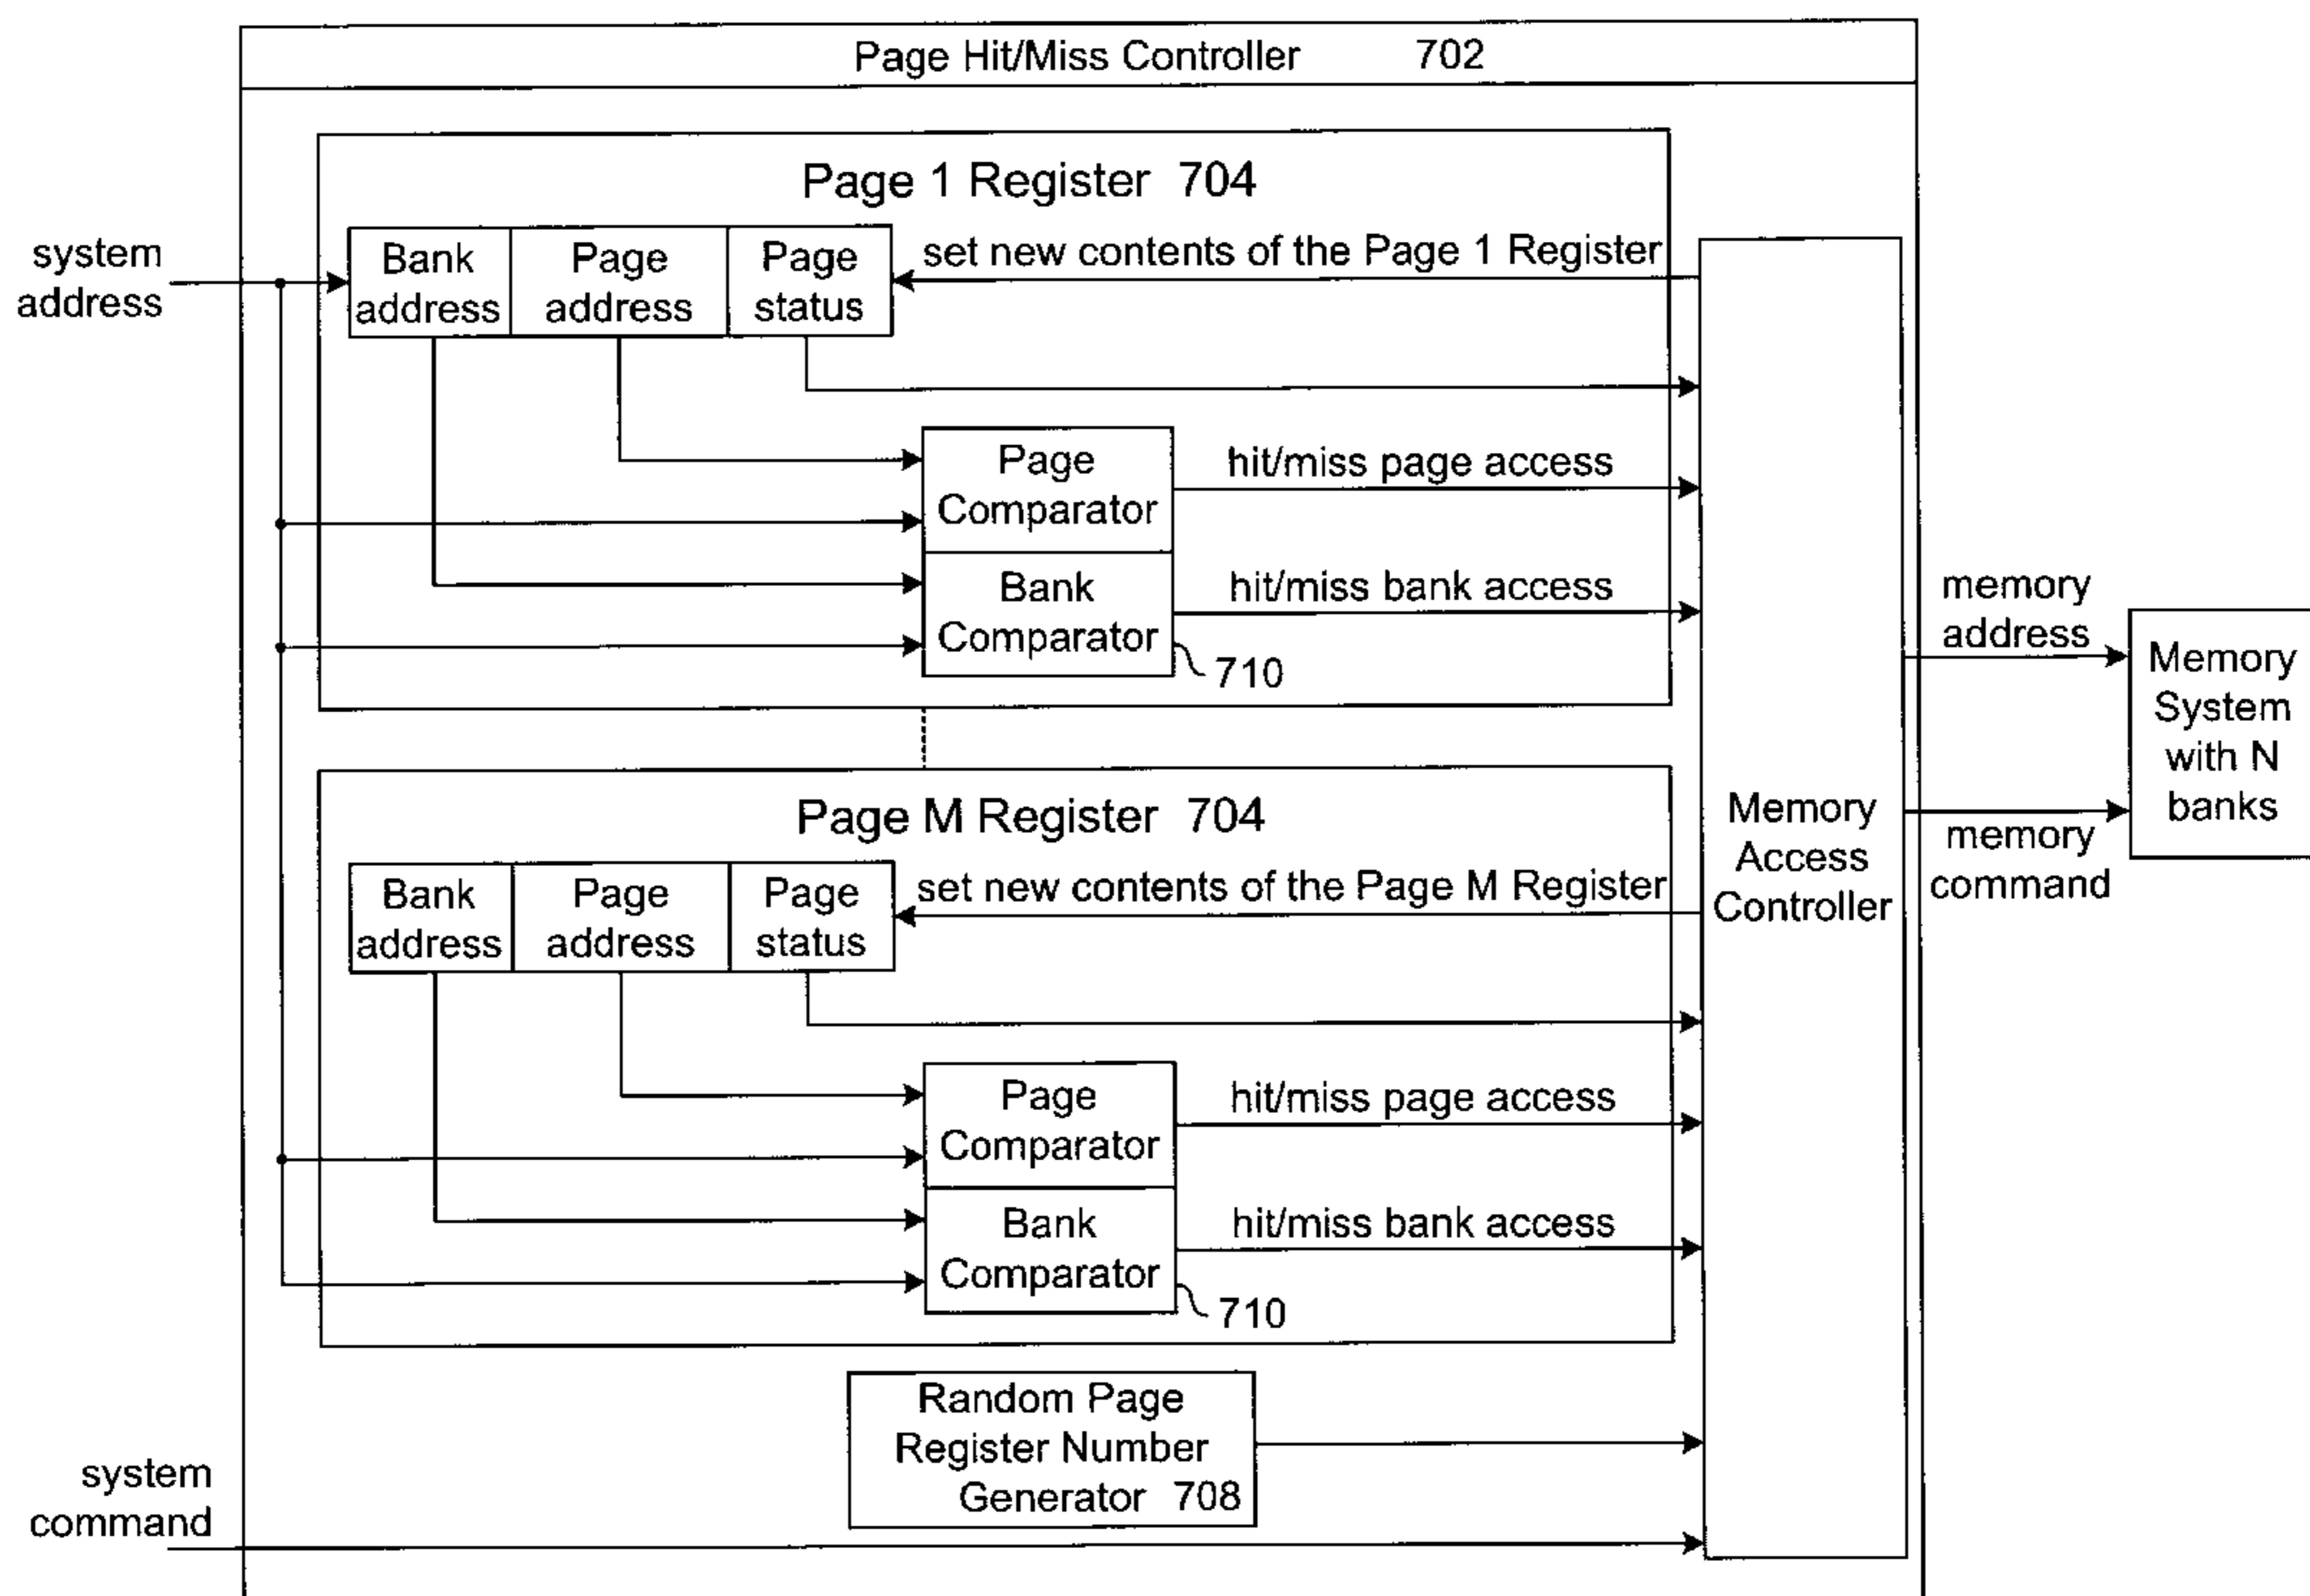 Page Hit/Miss Controller 702
Page 1 Register 704
system
address
Bank
address
Page
address
Page
status
set new contents of the Page 1 Register
Page
Comparator
hit/miss page access
Bank
Comparator
hit/miss bank access
710
memory
address
Memory
System
with N
banks
memory
command
Memory
Access
Controller
Page M Register 704
Bank
address
Page
address
Page
status
set new contents of the Page M Register
Page
Comparator
hit/miss page access
Bank
Comparator
hit/miss bank access
710
Random Page
Register Number
Generator 708
system
command